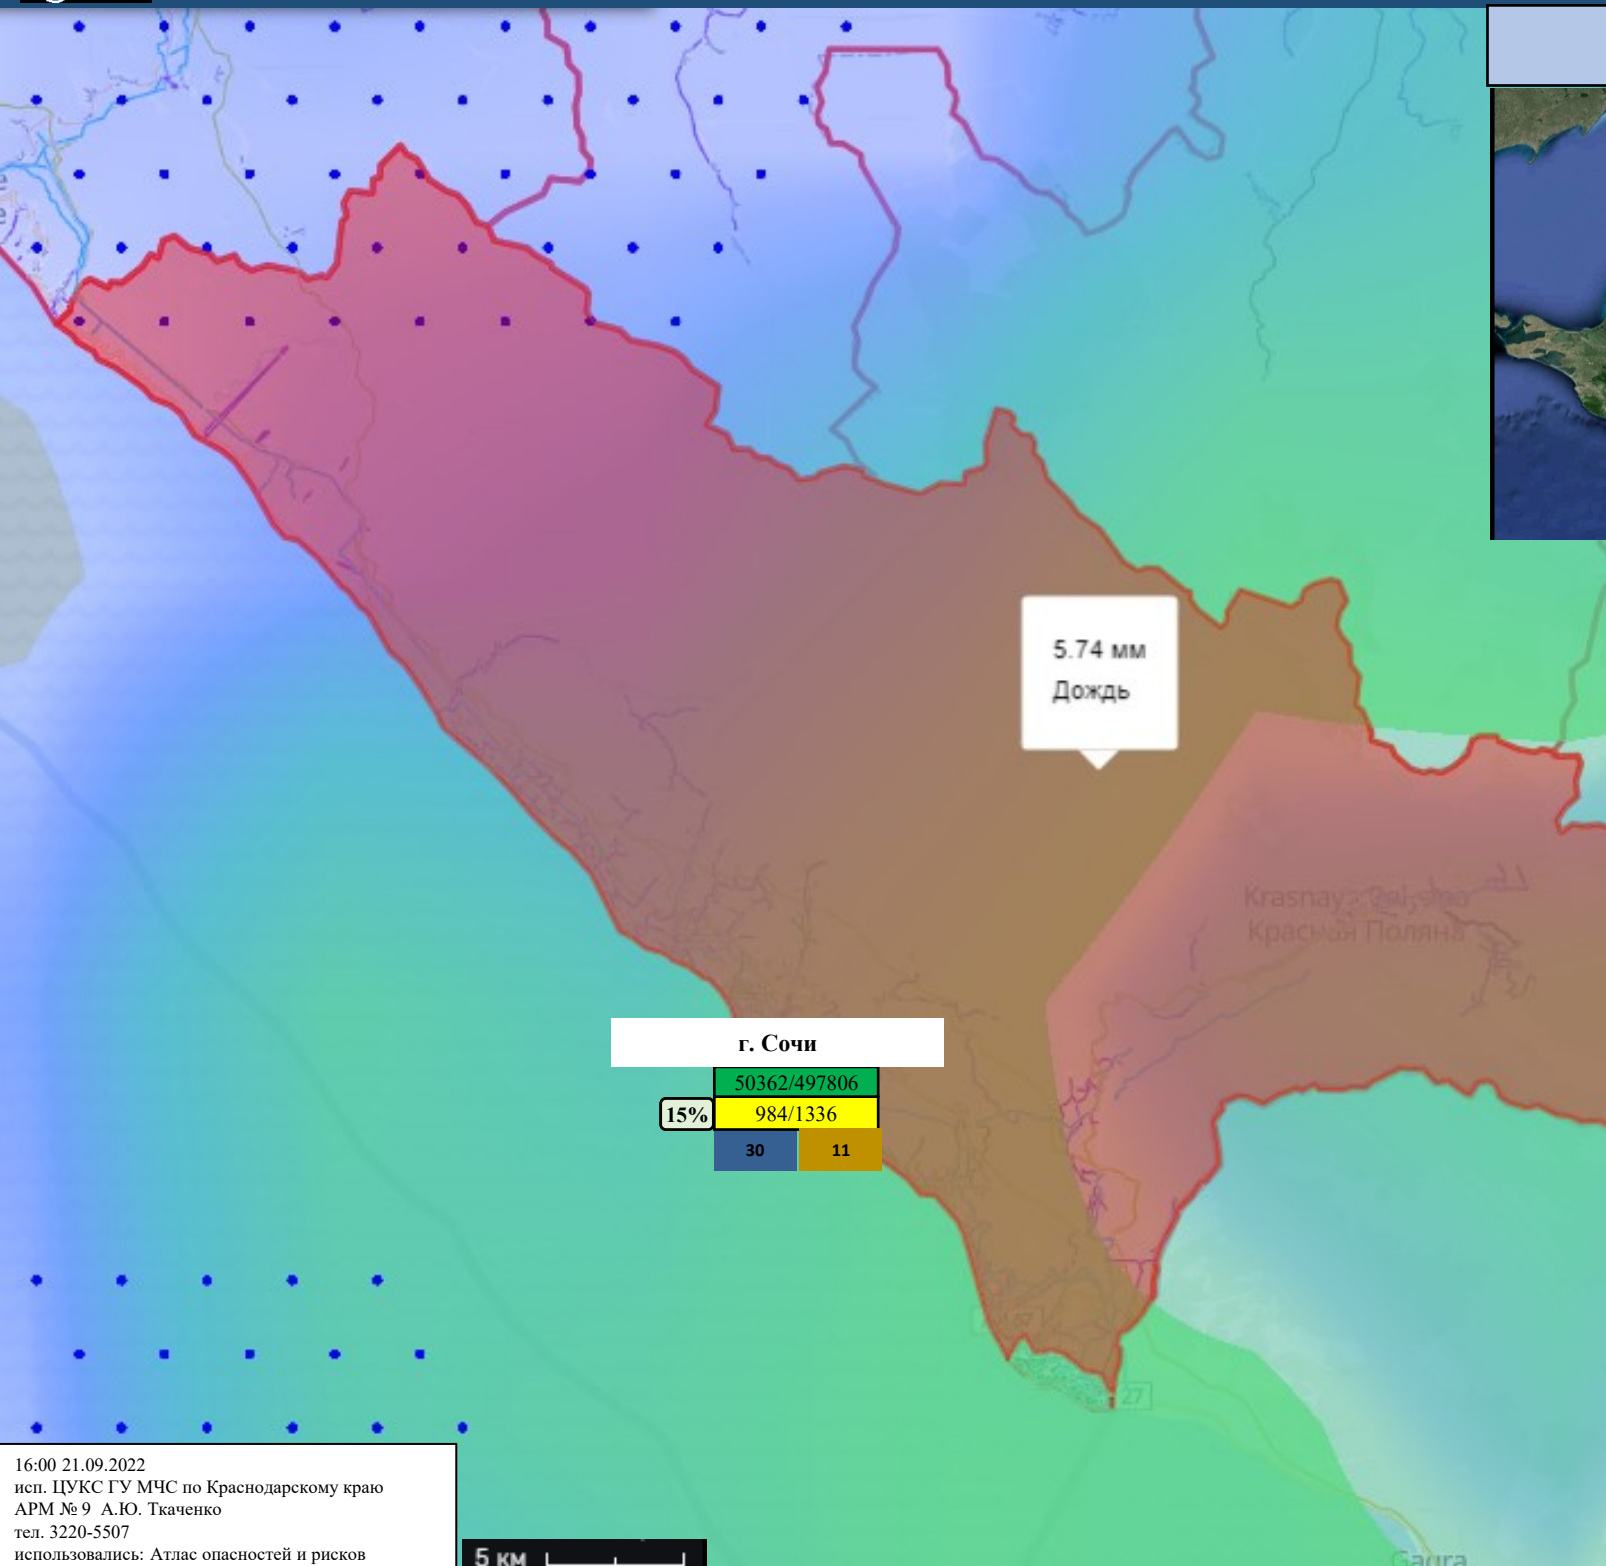 5.74 мм
Дождь
Красная Поляна
г. Сочи
50362/497806
15%
984/1336
30
11
27
16:00 21.09.2022
исп. ЦУКС ГУ МЧС по Краснодарскому краю
АРМ № 9 А.Ю. Ткаченко
тел. 3220-5507
использовались: Атлас опасностей и рисков
5 км
Gagra